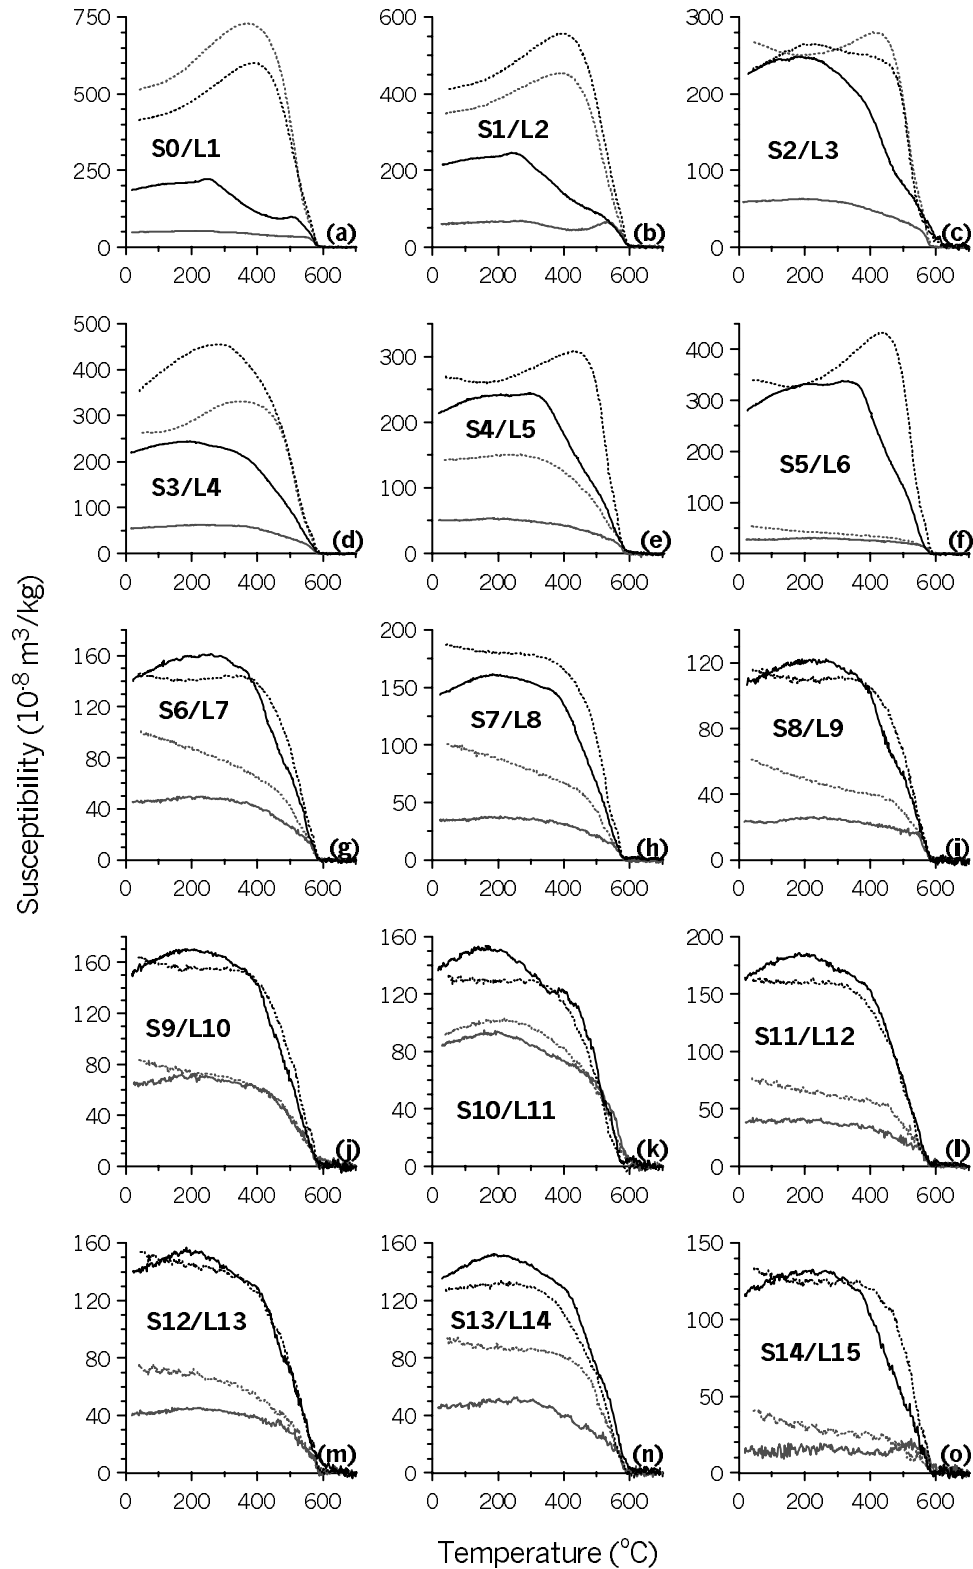 750
500
250
0
0 200 400 600
S0/L1
(a)
600
400
200
0
0 200 400 600
S1/L2
(b)
300
200
100
0
0 200 400 600
S2/L3
(c)
500
400
300
200
100
0
0 200 400 600
S3/L4
(d)
300
200
100
0
0 200 400 600
S4/L5
(e)
400
300
200
100
0
0 200 400 600
S5/L6
(f)
160
120
80
40
0
0 200 400 600
S6/L7
(g)
200
150
100
50
0
0 200 400 600
S7/L8
(h)
120
80
40
0
0 200 400 600
S8/L9
(i)
160
120
80
40
0
0 200 400 600
S9/L10
(j)
160
120
80
40
0
0 200 400 600
S10/L11
(k)
200
150
100
50
0
0 200 400 600
S11/L12
(l)
160
120
80
40
0
0 200 400 600
S12/L13
(m)
160
120
80
40
0
0 200 400 600
S13/L14
(n)
150
100
50
0
0 200 400 600
S14/L15
(o)
Susceptibility (10⁻⁸ m³/kg)
Temperature (°C)